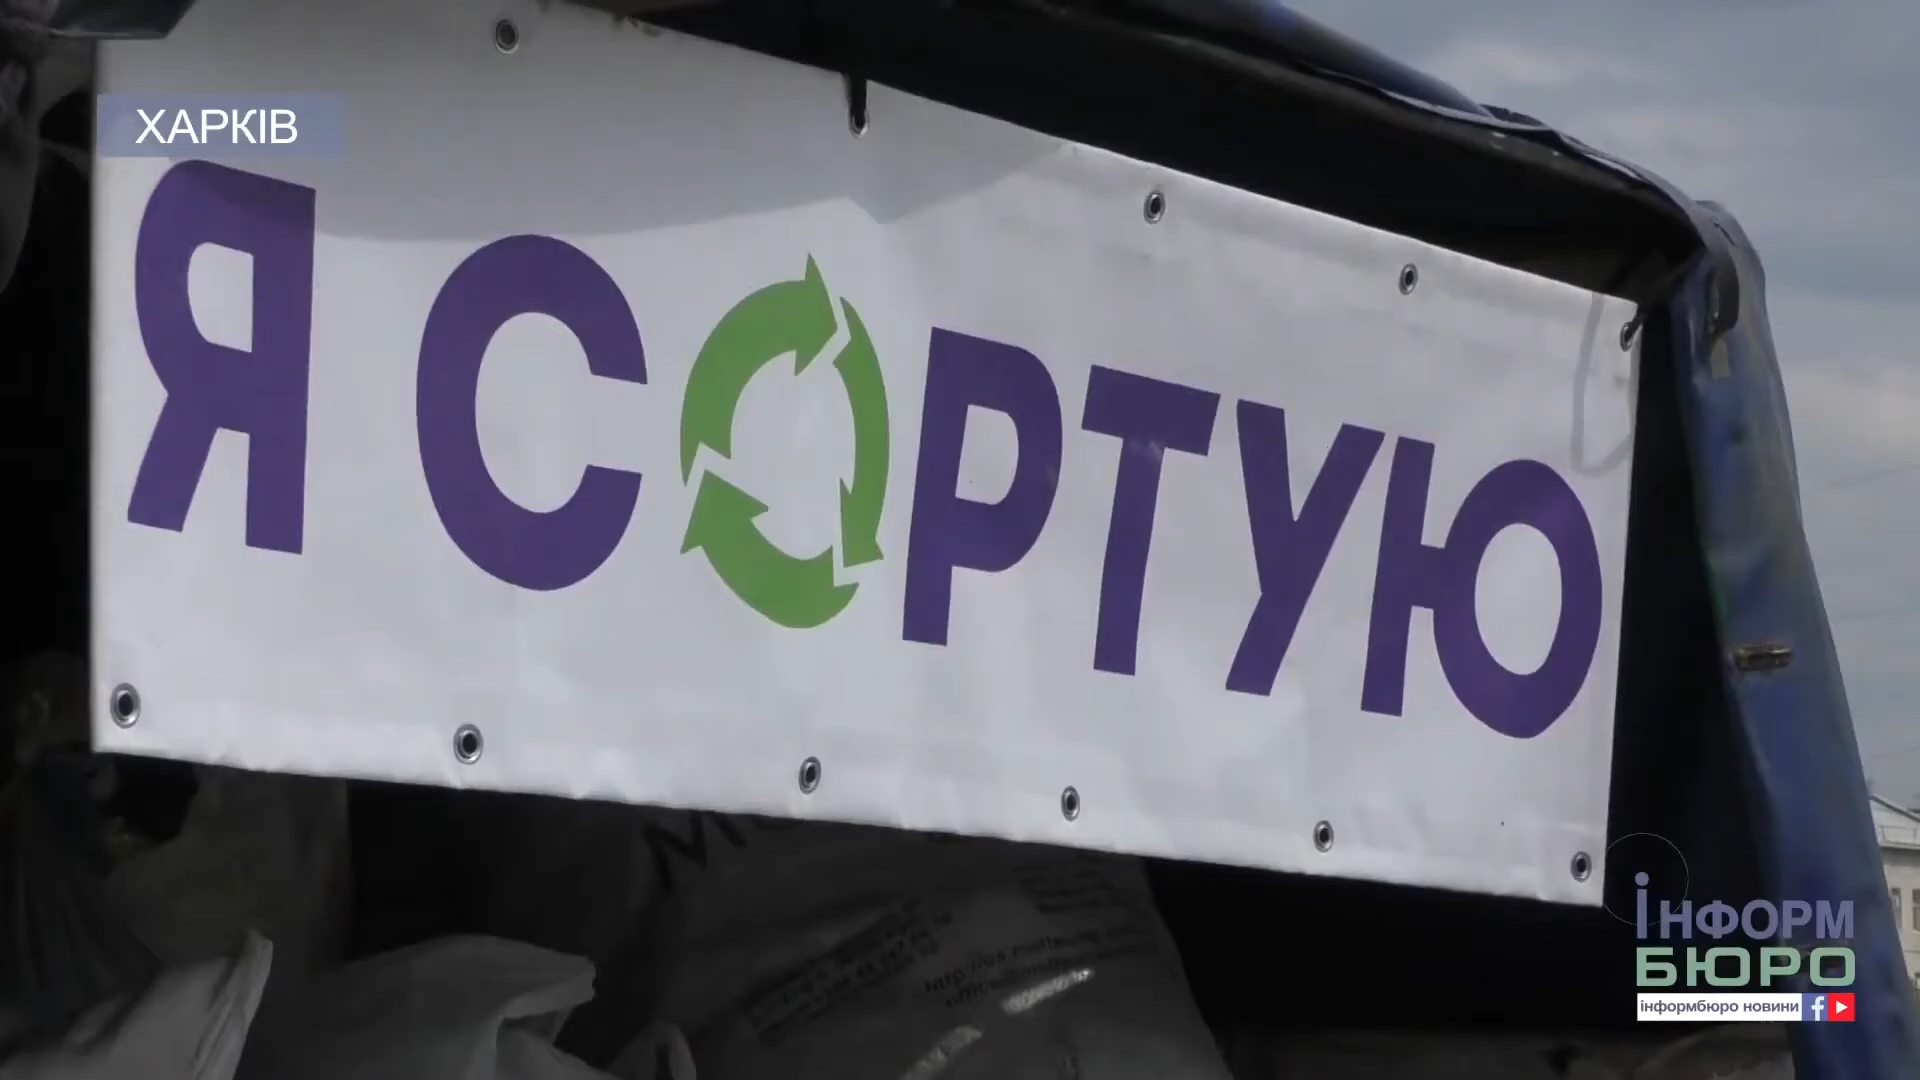 ХАРКІВ
Я СОРТУЮ
ІНФОРМ
БЮРО
інформбюро новини